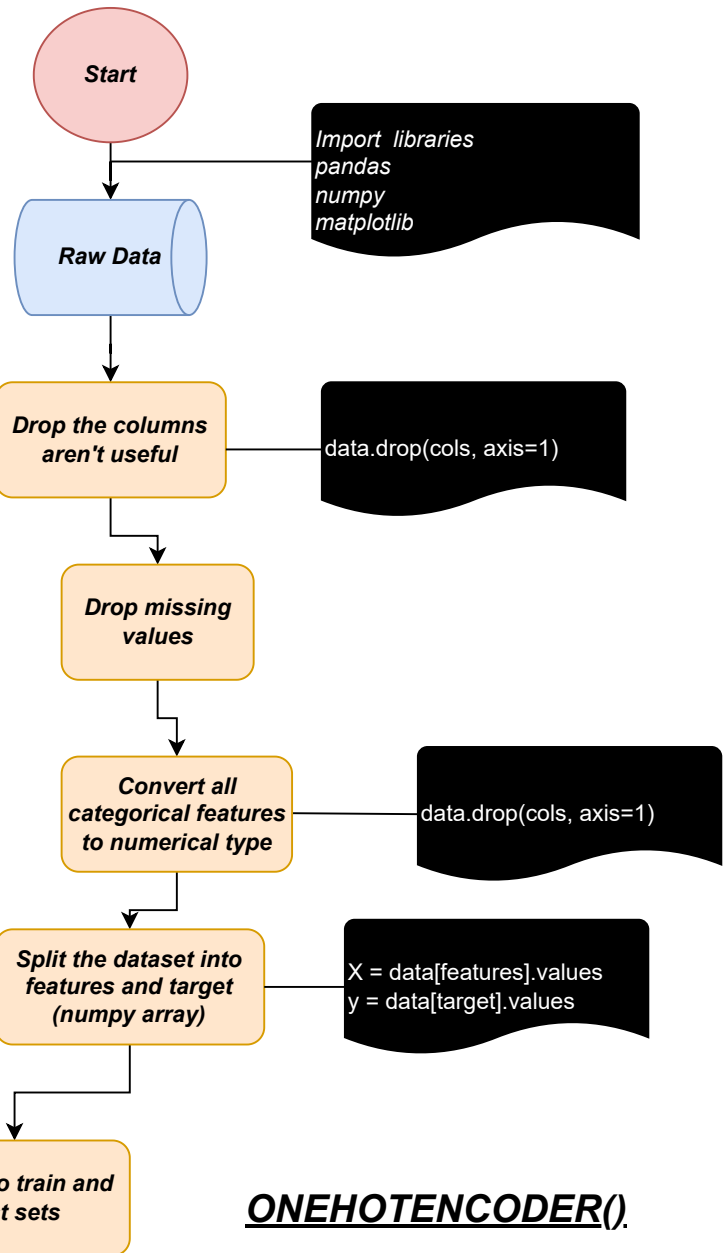 Start
Import libraries
pandas
numpy
matplotlib
Raw Data
Drop the columns
aren't useful
data.drop(cols, axis=1)
Drop missing
values
Convert all
categorical features
to numerical type
data.drop(cols, axis=1)
Split the dataset into
features and target
(numpy array)
X = data[features].values
y = data[target].values
train and
sets
ONEHOTENCODER()